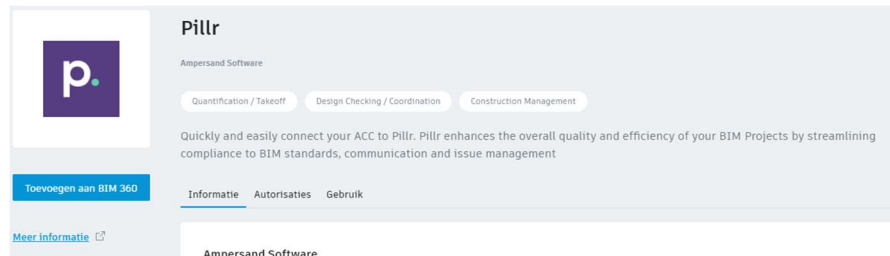 Pillr
Ampersand Software
p.
Quantification / Takeoff Design Checking / Coordination Construction Management
Quickly and easily connect your ACC to Pillr. Pillr enhances the overall quality and efficiency of your BIM Projects by streamlining
compliance to BIM standards, communication and issue management
Toevoegen aan BIM 360
Informatie Autorisaties Gebruik
Meer informatie
Ampersand Software